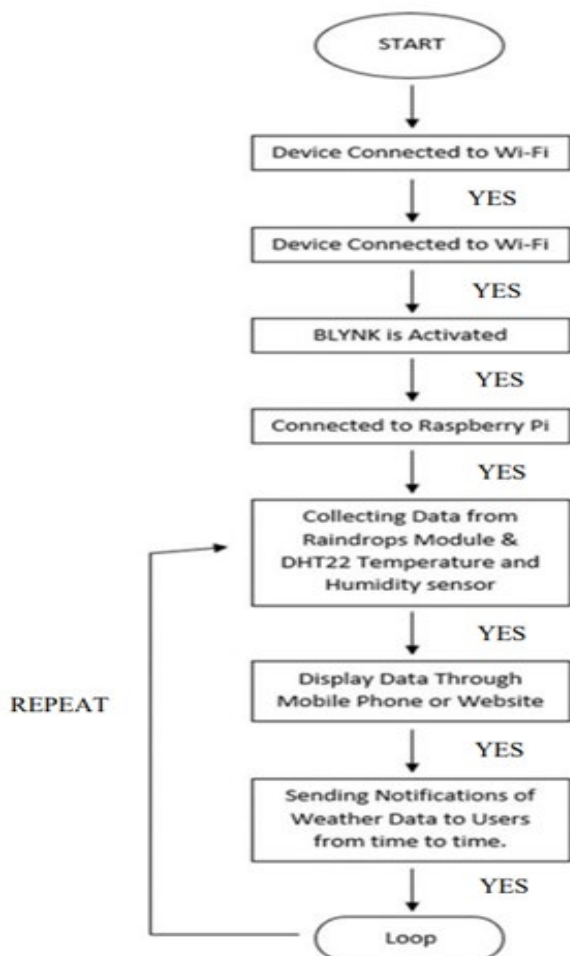 START
Device Connected to Wi-Fi
YES
Device Connected to Wi-Fi
YES
BLYNK is Activated
YES
Connected to Raspberry Pi
YES
Collecting Data from
Raindrops Module &
DHT22 Temperature and
Humidity sensor
YES
Display Data Through
Mobile Phone or Website
REPEAT
YES
Sending Notifications of
Weather Data to Users
from time to time.
YES
Loop